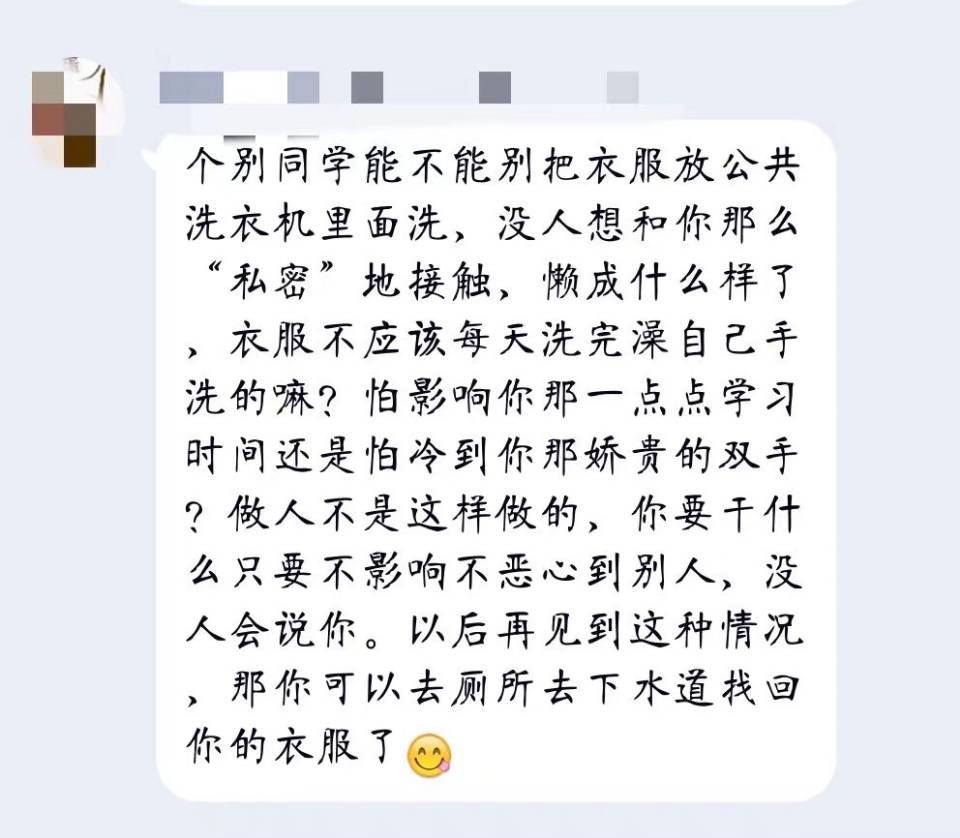 个别同学能不能别把衣服放公共
洗衣机里面洗，没人想和你那么
“私密”地接触，懒成什么样了
，衣服不应该每天洗完澡自己手
洗的嘛？怕影响你那一点点学习
时间还是怕冷到你那娇贵的双手
？做人不是这样做的，你要干什
么只要不影响不恶心到别人，没
人会说你。以后再见到这种情况
，那你可以去厕所去下水道找回
你的衣服了😋